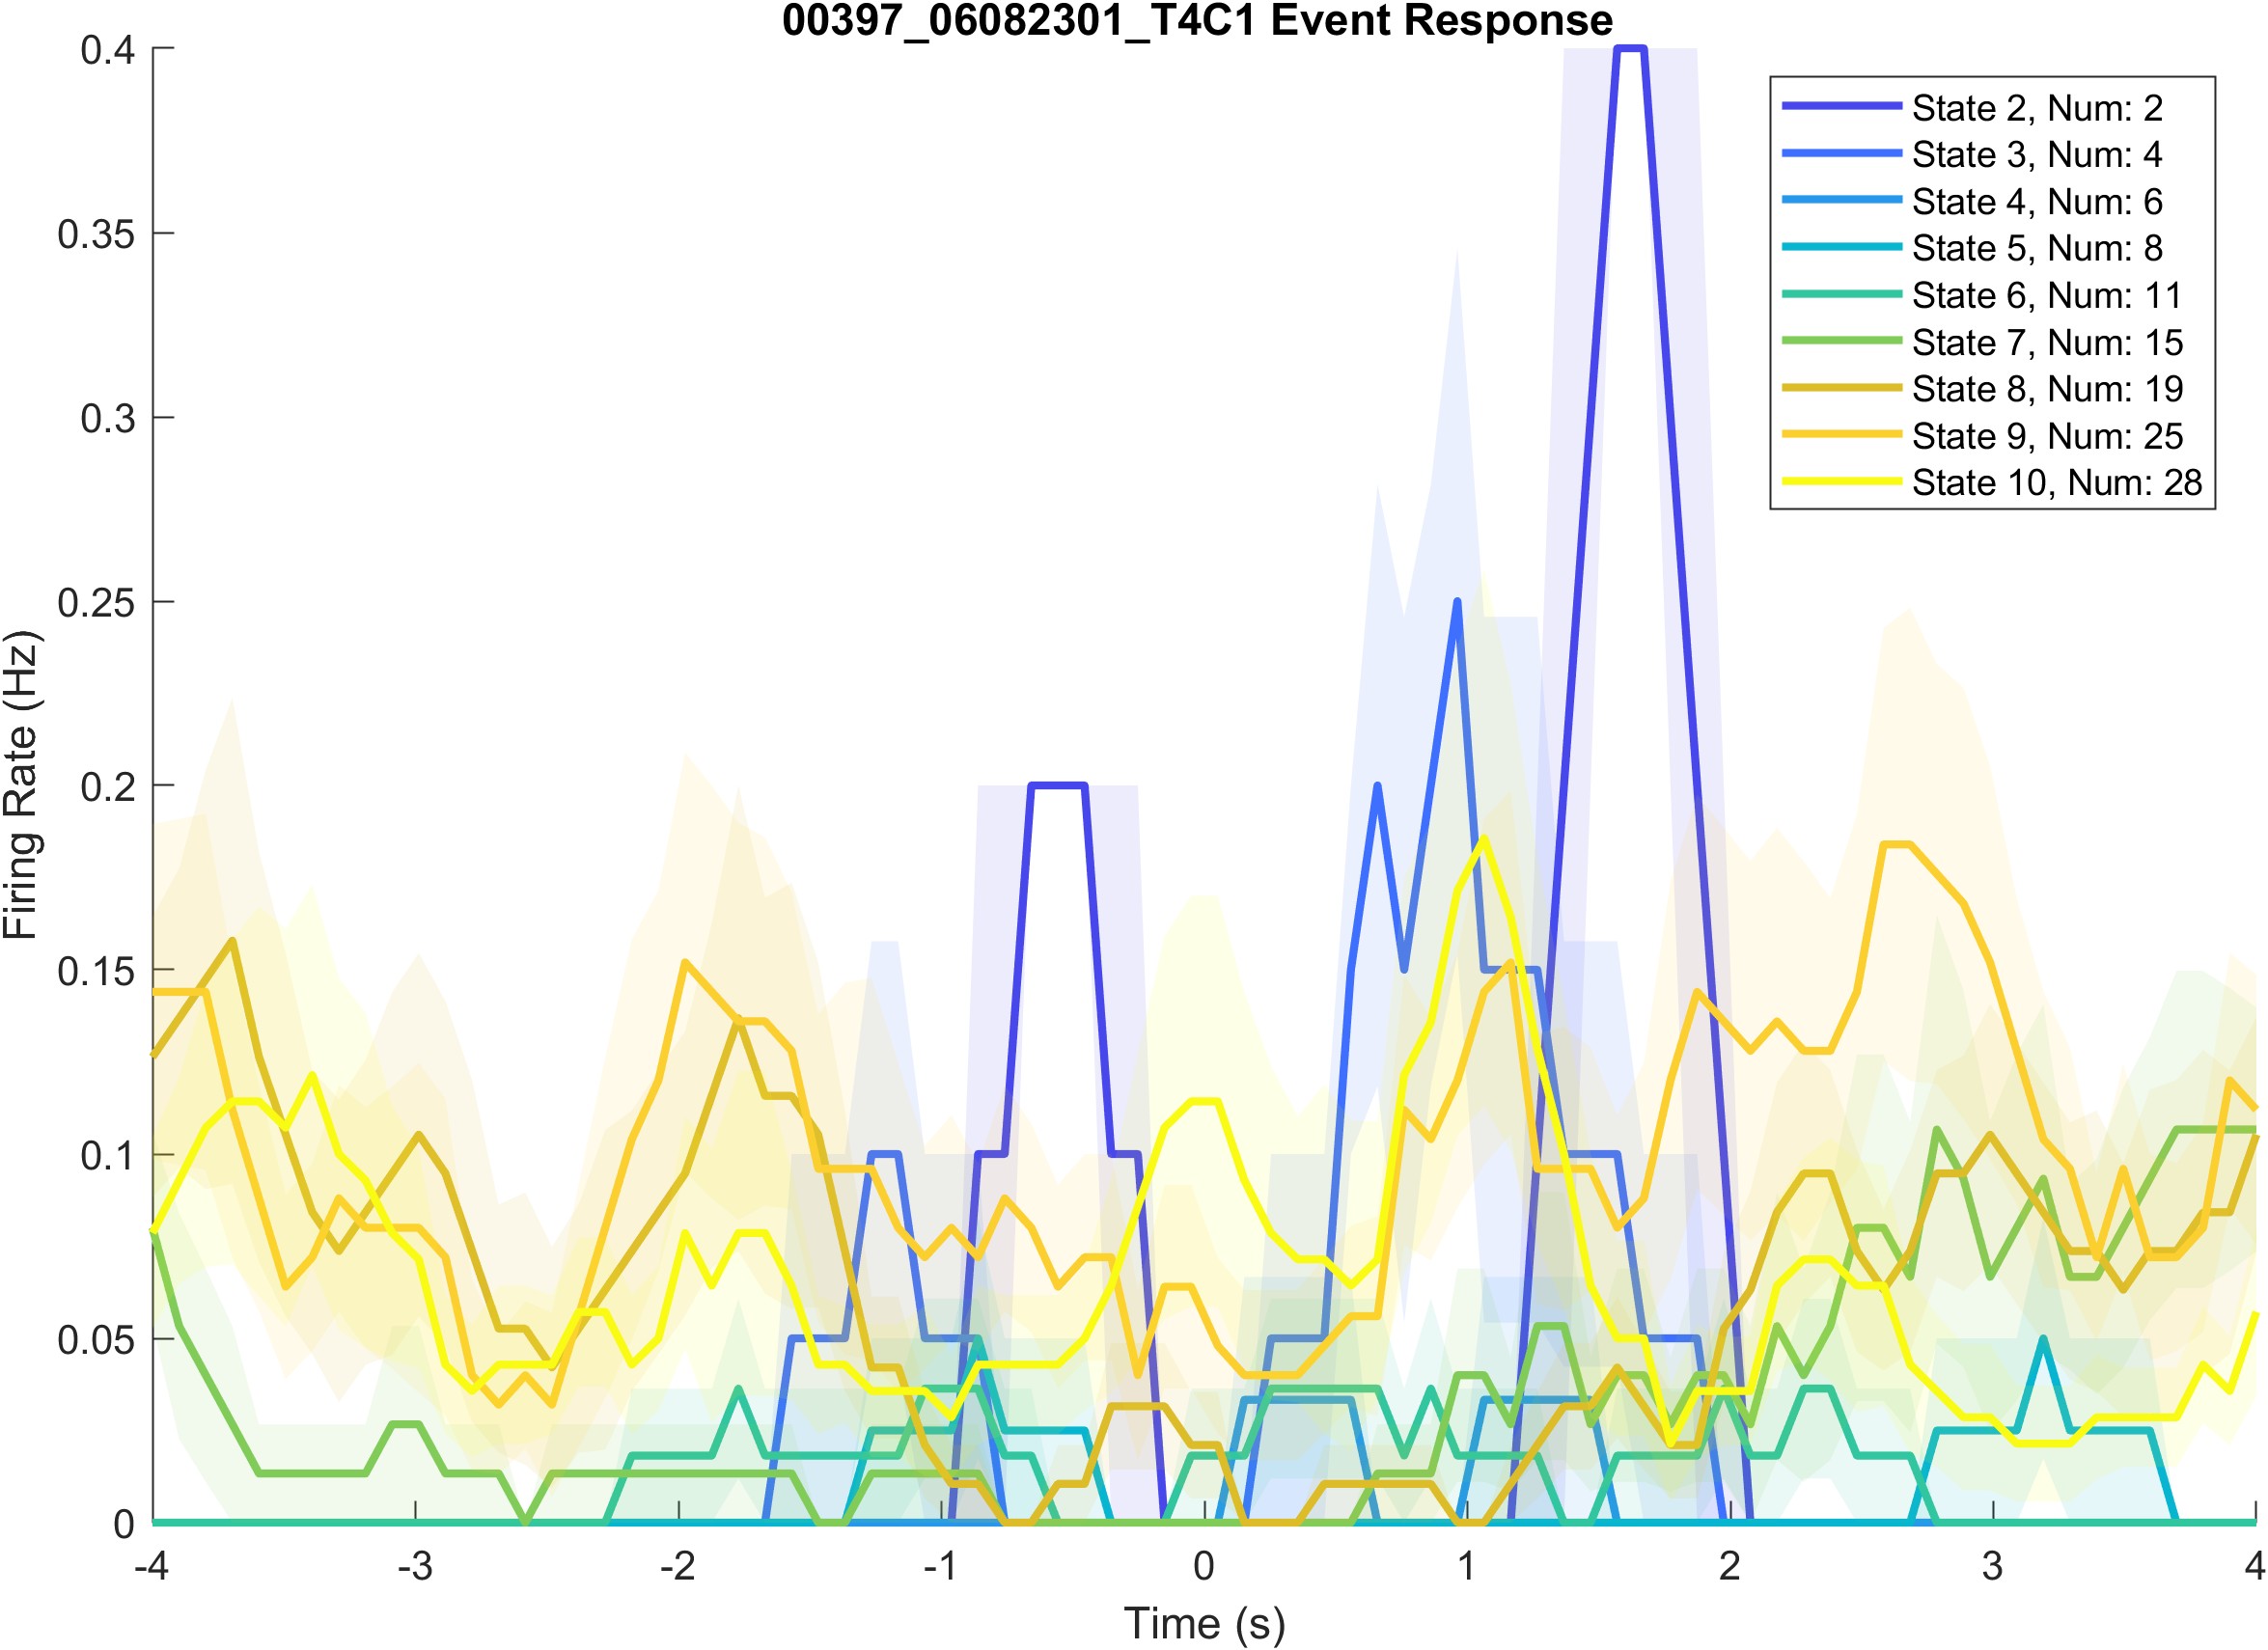 00397_06082301_T4C1 Event Response
0.4
0.35
0.3
0.25
0.2
0.15
0.1
0.05
0
Firing Rate (Hz)
State 2, Num: 2
State 3, Num: 4
State 4, Num: 6
State 5, Num: 8
State 6, Num: 11
State 7, Num: 15
State 8, Num: 19
State 9, Num: 25
State 10, Num: 28
-4 -3 -2 -1 0 1 2 3 4
Time (s)